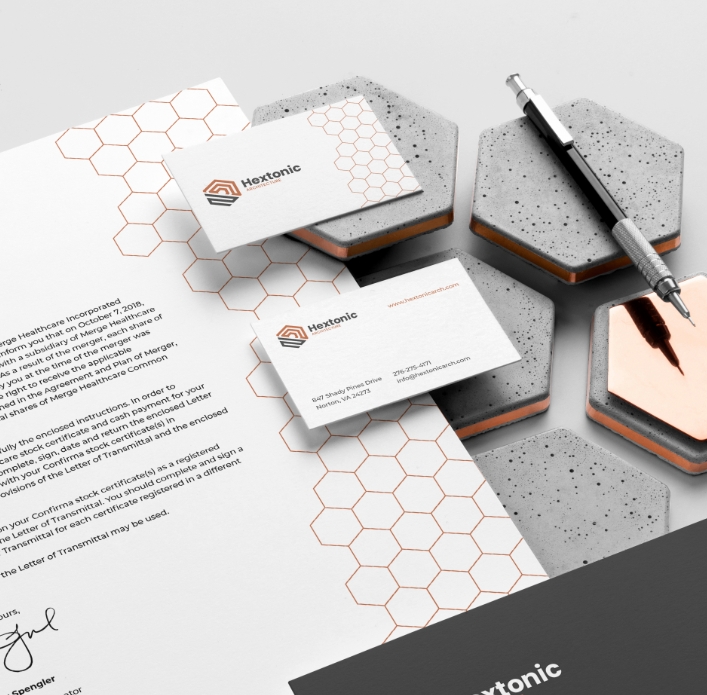 Hextonic
ARCHITECTURE
Hextonic
ARCHITECTURE
www.hextonicarch.com
647 Shady Pines Drive
Norton, VA 24273
276-275-4171
info@hextonicarch.com
erge Healthcare Incorporated
nform you that on October 7, 2018,
with a subsidiary of Merge Healthcare
As a result of the merger, each share of
y you at the time of the merger was
e right to receive the applicable
ned in the Agreement and Plan of Merger,
al shares of Merge Healthcare Common
fully the enclosed instructions. In order to
care stock certificate and cash payment for your
omplete, sign, date and return the enclosed Letter
with your Confirma stock certificate(s) in
ovisions of the Letter of Transmittal and the enclosed
on your Confirma stock certificate(s) as a registered
he Letter of Transmittal. You should complete and sign a
Transmittal for each certificate registered in a different
the Letter of Transmittal may be used.
ours,
Spengler
ator
xtonic